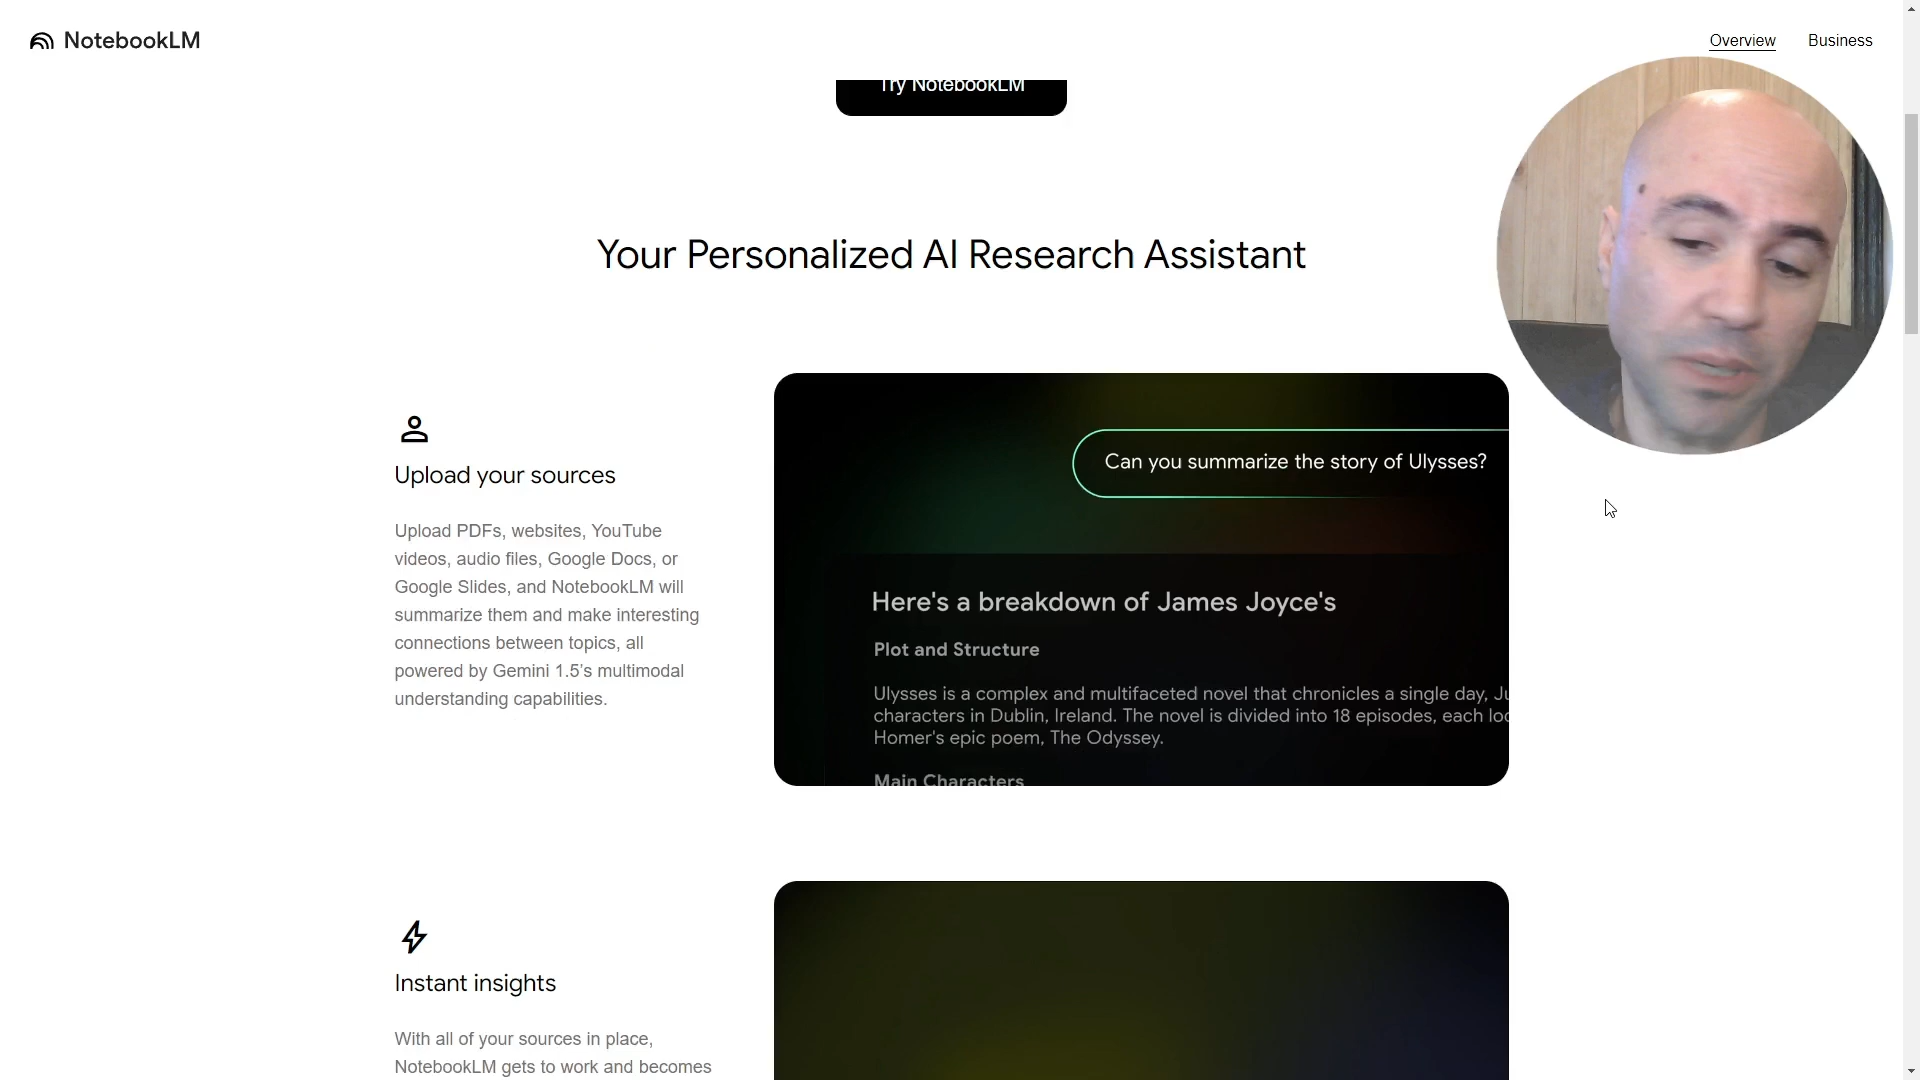 NotebookLM
Overview
Business
Try NotebookLM
Your Personalized AI Research Assistant
Upload your sources
Upload PDFs, websites, YouTube
videos, audio files, Google Docs, or
Google Slides, and NotebookLM will
summarize them and make interesting
connections between topics, all
powered by Gemini 1.5's multimodal
understanding capabilities.
Can you summarize the story of Ulysses?
Here's a breakdown of James Joyce's
Plot and Structure
Ulysses is a complex and multifaceted novel that chronicles a single day, Ju
characters in Dublin, Ireland. The novel is divided into 18 episodes, each loo
Homer's epic poem, The Odyssey.
Main Characters
Instant insights
With all of your sources in place,
NotebookLM gets to work and becomes